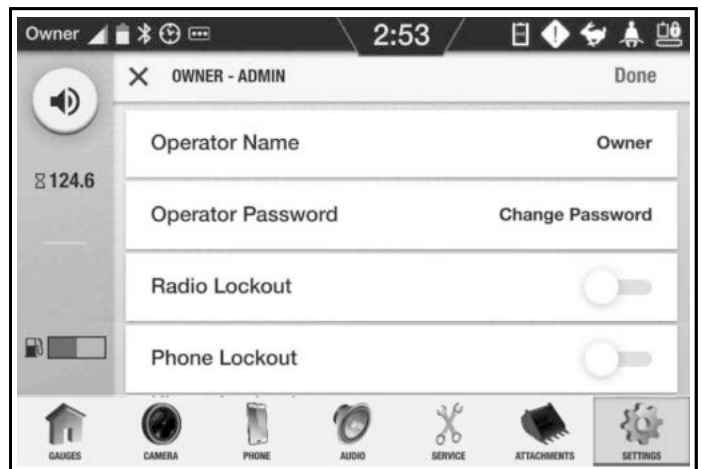 Owner 2:53
OWNER - ADMIN Done
Operator Name Owner
124.6
Operator Password Change Password
Radio Lockout
Phone Lockout
GAUGES CAMERA PHONE AUDIO SERVICE ATTACHMENTS SETTINGS